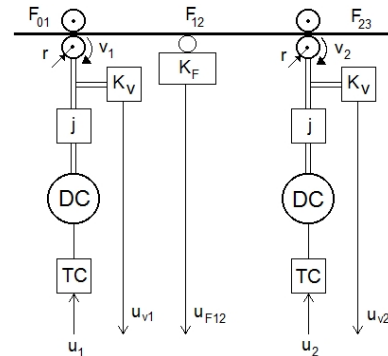 F01 F12 F23
r v1 r v2
Kv KF Kv
j j
DC DC
TC TC
uv1 uF12 uv2
u1 u2